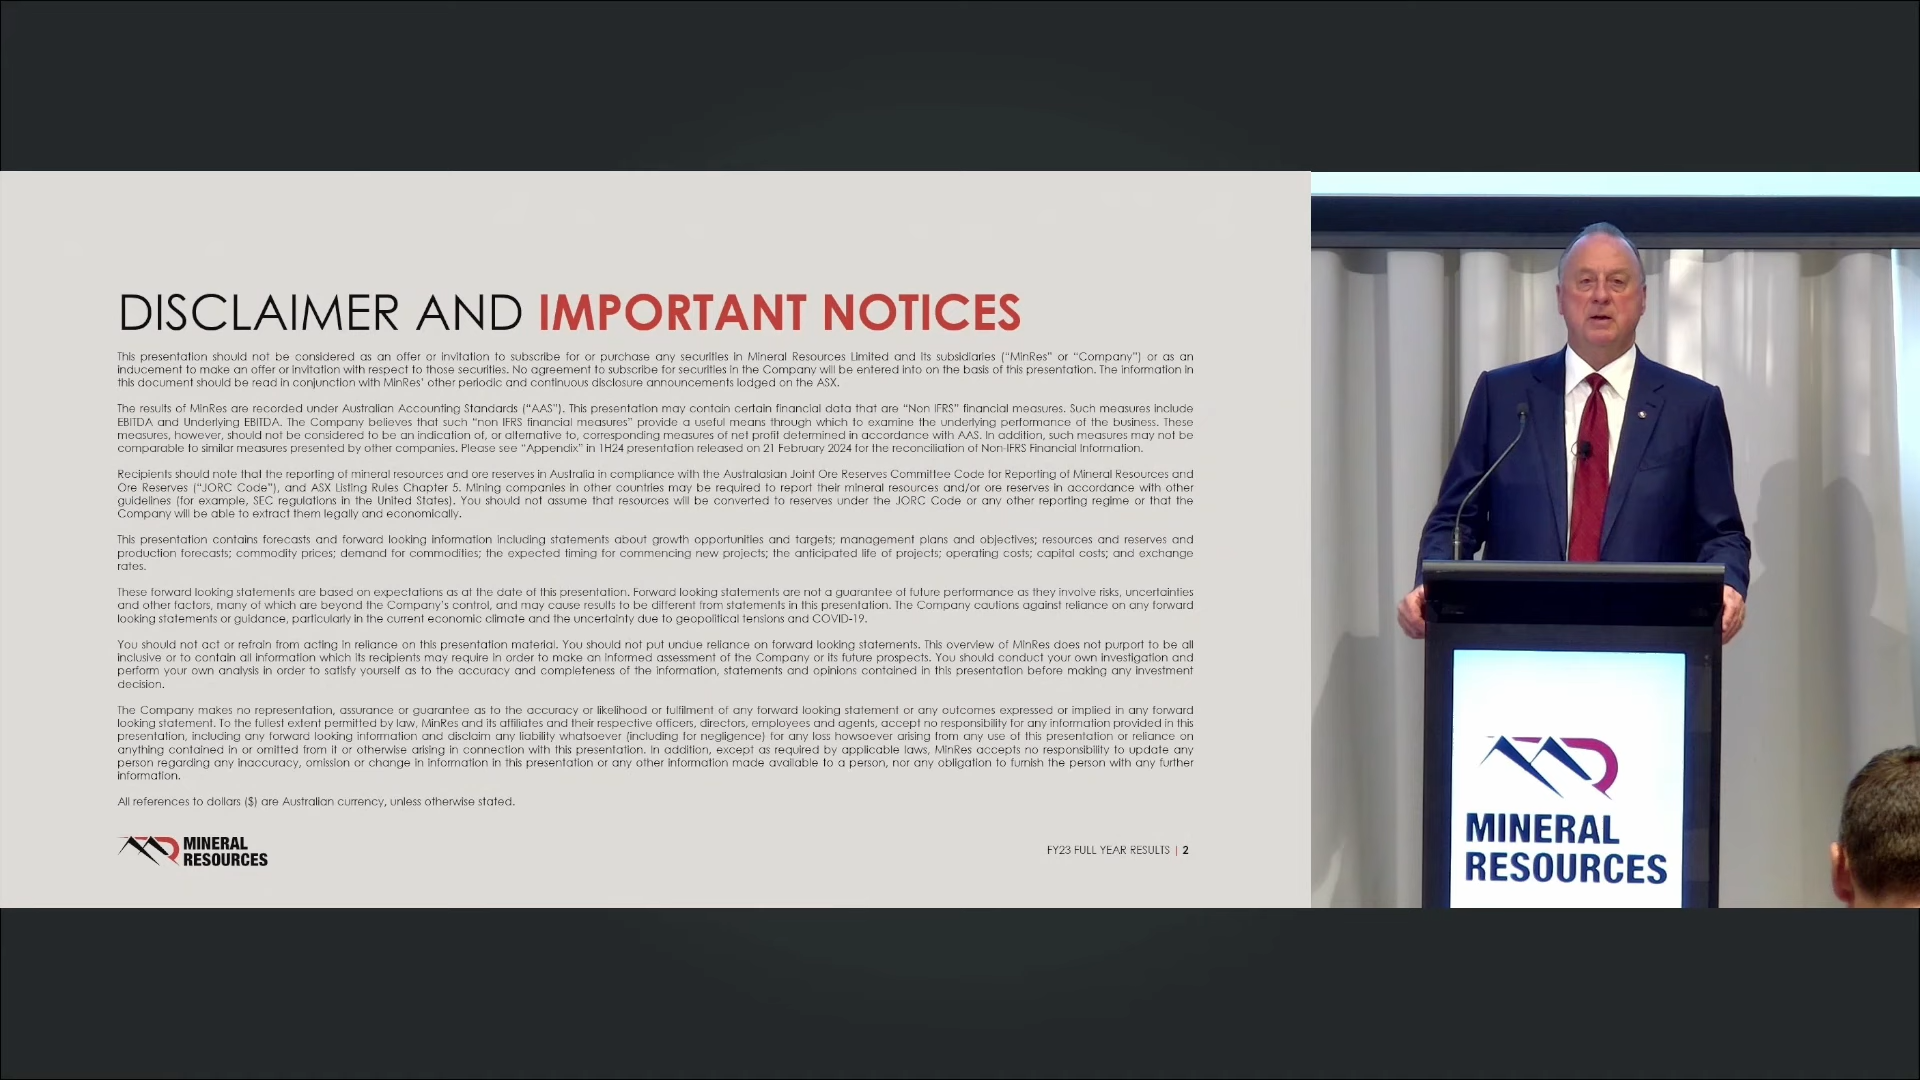 DISCLAIMER AND IMPORTANT NOTICES
This presentation should not be considered as an offer or invitation to subscribe for or purchase any securities in Mineral Resources Limited and its subsidiaries (“MinRes” or “Company”) or as an
inducement to make an offer or invitation with respect to those securities. No agreement to subscribe for securities in the Company will be entered into on the basis of this presentation. The information in
this document should be read in conjunction with MinRes’ other periodic and continuous disclosure announcements lodged on the ASX.
The results of MinRes are recorded under Australian Accounting Standards (“AAS”). This presentation may contain certain financial data that are “Non IFRS” financial measures. Such measures include
EBITDA and Underlying EBITDA. The Company believes that such “non IFRS financial measures” provide a useful means through which to examine the underlying performance of the business. These
measures, however, should not be considered to be an indication of, or alternative to, corresponding measures of net profit determined in accordance with AAS. In addition, such measures may not be
comparable to similar measures presented by other companies. Please see “Appendix” in 1H24 presentation released on 21 February 2024 for the reconciliation of Non-IFRS Financial Information.
Recipients should note that the reporting of mineral resources and ore reserves in Australia in compliance with the Australasian Joint Ore Reserves Committee Code for Reporting of Mineral Resources and
Ore Reserves (“JORC Code”), and ASX Listing Rules Chapter 5. Mining companies in other countries may be required to report their mineral resources and/or ore reserves in accordance with other
guidelines (for example, SEC regulations in the United States). You should not assume that resources will be converted to reserves under the JORC Code or any other reporting regime or that the
Company will be able to extract them legally and economically.
This presentation contains forecasts and forward looking information including statements about growth opportunities and targets; management plans and objectives; resources and reserves and
production forecasts; commodity prices; demand for commodities; the expected timing for commencing new projects; the anticipated life of projects; operating costs; capital costs; and exchange
rates.
These forward looking statements are based on expectations as at the date of this presentation. Forward looking statements are not a guarantee of future performance as they involve risks, uncertainties
and other factors, many of which are beyond the Company’s control, and may cause results to be different from statements in this presentation. The Company cautions against reliance on any forward
looking statements or guidance, particularly in the current economic climate and the uncertainty due to geopolitical tensions and COVID-19.
You should not act or refrain from acting in reliance on this presentation material. You should not put undue reliance on forward looking statements. This overview of MinRes does not purport to be all
inclusive or to contain all information which its recipients may require in order to make an informed assessment of the Company or its future prospects. You should conduct your own investigation and
perform your own analysis in order to satisfy yourself as to the accuracy and completeness of the information, statements and opinions contained in this presentation before making any investment
decision.
The Company makes no representation, assurance or guarantee as to the accuracy or likelihood or fulfilment of any forward looking statement or any outcomes expressed or implied in any forward
looking statement. To the fullest extent permitted by law, MinRes and its affiliates and their respective officers, directors, employees and agents, accept no responsibility for any information provided in this
presentation, including any forward looking information and disclaim any liability whatsoever (including for negligence) for any loss howsoever arising from any use of this presentation or reliance on
anything contained in or omitted from it or otherwise arising in connection with this presentation. In addition, except as required by applicable laws, MinRes accepts no responsibility to update any
person regarding any inaccuracy, omission or change in information in this presentation or any other information made available to a person, nor any obligation to furnish the person with any further
information.
All references to dollars ($) are Australian currency, unless otherwise stated.
MINERAL
RESOURCES
FY23 FULL YEAR RESULTS | 2
MINERAL
RESOURCES